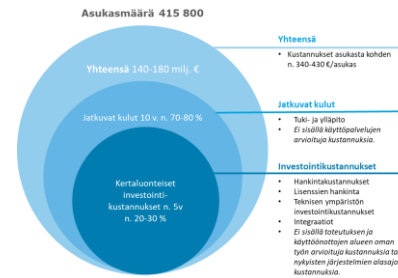 Asukasmäärä 415 800
Yhteensä 140-180 milj. €
Jatkuvat kulut 10 v. n. 70-80 %
Kertaluonteiset
investointi-
kustannukset n. 5v
n. 20-30 %
Yhteensä
• Kustannukset asukasta kohden
n. 340-430 €/asukas
Jatkuvat kulut
• Tuki- ja ylläpito
• Ei sisällä käyttöpalvelujen
arvioituja kustannuksia.
Investointikustannukset
• Hankintakustannukset
• Lisenssien hankinta
• Teknisen ympäristön
investointikustannukset
• Integraatiot
• Ei sisällä toteutuksen ja
käyttöönottojen alueen oman
työn arvioituja kustannuksia ta
nykyisten järjestelmien alasajo
kustannuksia.